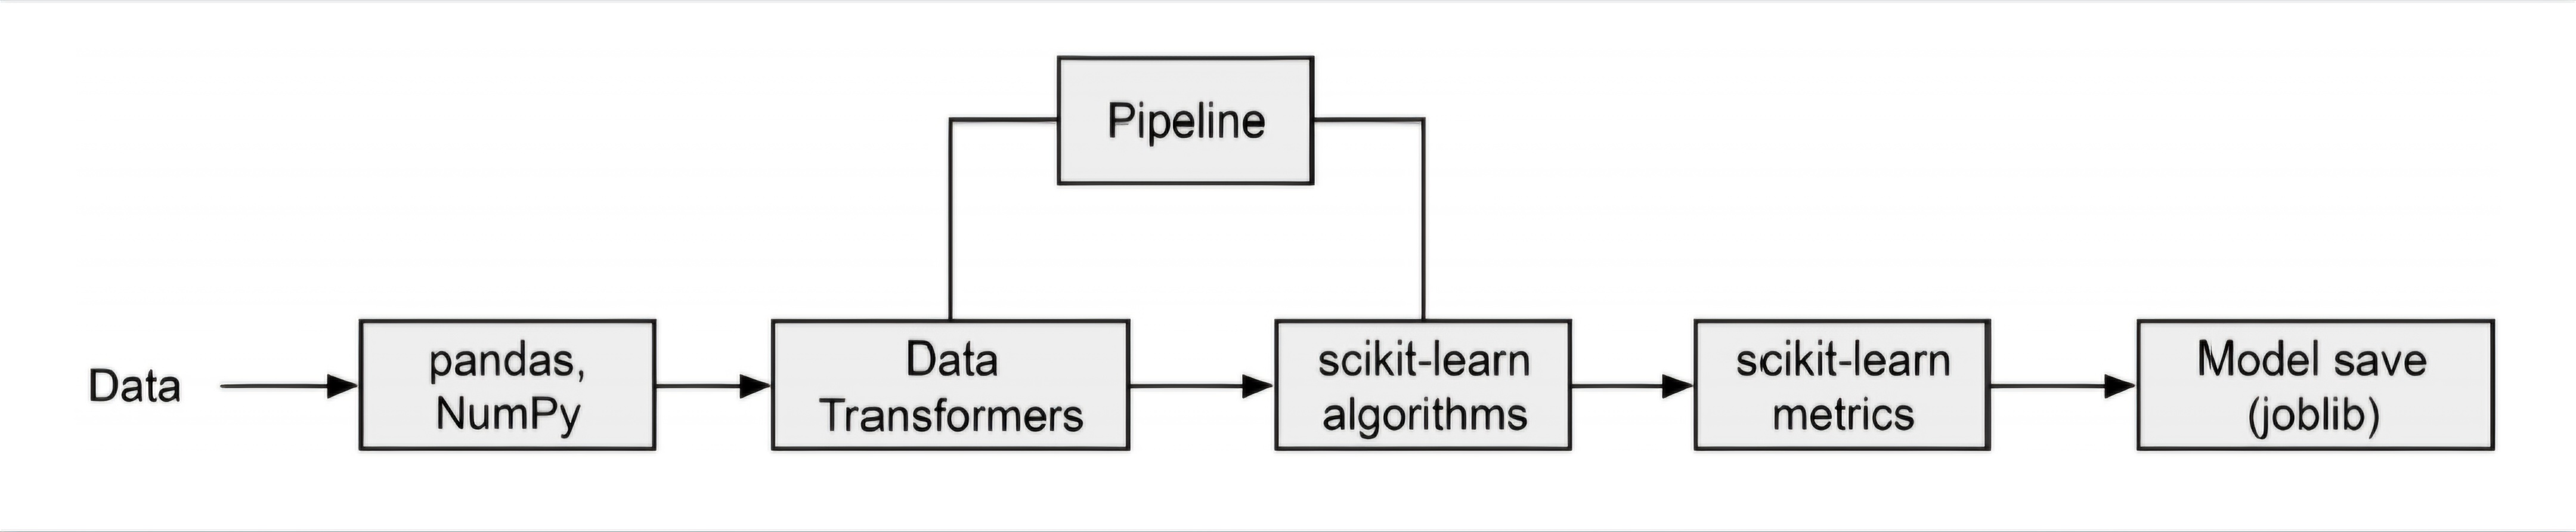 Pipeline
Data
pandas,
NumPy
Data
Transformers
scikit-learn
algorithms
scikit-learn
metrics
Model save
(joblib)